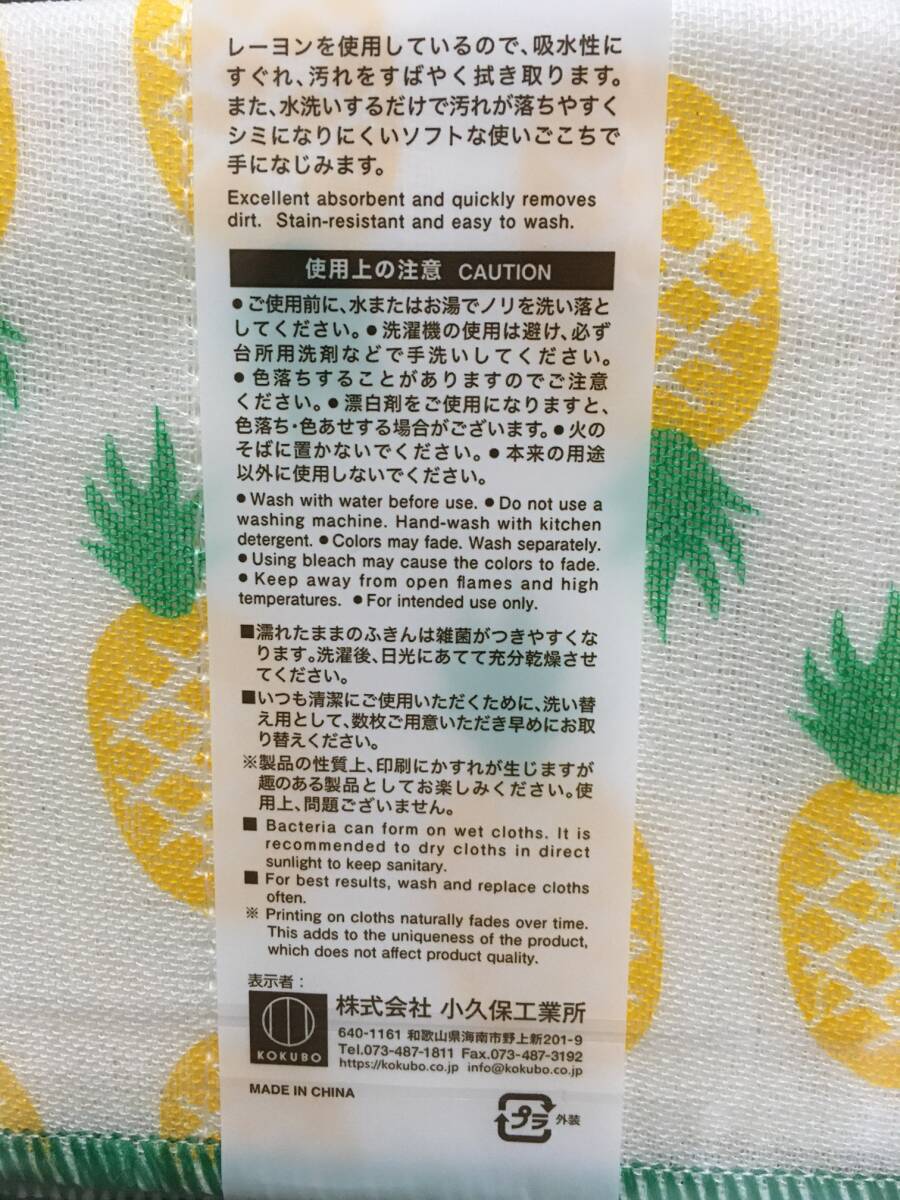 レーヨンを使用しているので、吸水性に
すぐれ、汚れをすばやく拭き取ります。
また、水洗いするだけで汚れが落ちやすく
シミになりにくいソフトな使いごこちで
手になじみます。
Excellent absorbent and quickly removes
dirt. Stain-resistant and easy to wash.
使用上の注意 CAUTION
●ご使用前に、水またはお湯でノリを洗い落と
してください。●洗濯機の使用は避け、必ず
台所用洗剤などで手洗いしてください。
●色落ちすることがありますのでご注意
ください。●漂白剤をご使用になりますと、
色落ち・色あせする場合がございます。●火の
そばに置かないでください。●本来の用途
以外に使用しないでください。
●Wash with water before use. ●Do not use a
washing machine. Hand-wash with kitchen
detergent. ●Colors may fade. Wash separately.
●Using bleach may cause the colors to fade.
●Keep away from open flames and high
temperatures. ●For intended use only.
■濡れたままのふきんは雑菌がつきやすくな
ります。洗濯後、日光にあてて充分乾燥させ
てください。
■いつも清潔にご使用いただくために、洗い替
え用として、数枚ご用意いただき早めにお取
り替えください。
※製品の性質上、印刷にかすれが生じますが
趣のある製品としてお楽しみください。使
用上、問題ございません。
■ Bacteria can form on wet cloths. It is
recommended to dry cloths in direct
sunlight to keep sanitary.
■ For best results, wash and replace cloths
often.
※ Printing on cloths naturally fades over time.
This adds to the uniqueness of the product,
which does not affect product quality.
表示者：
KOKUBO
株式会社 小久保工業所
640-1161 和歌山県海南市野上新201-9
Tel.073-487-1811 Fax.073-487-3192
https://kokubo.co.jp info@kokubo.co.jp
MADE IN CHINA
プラ 外装